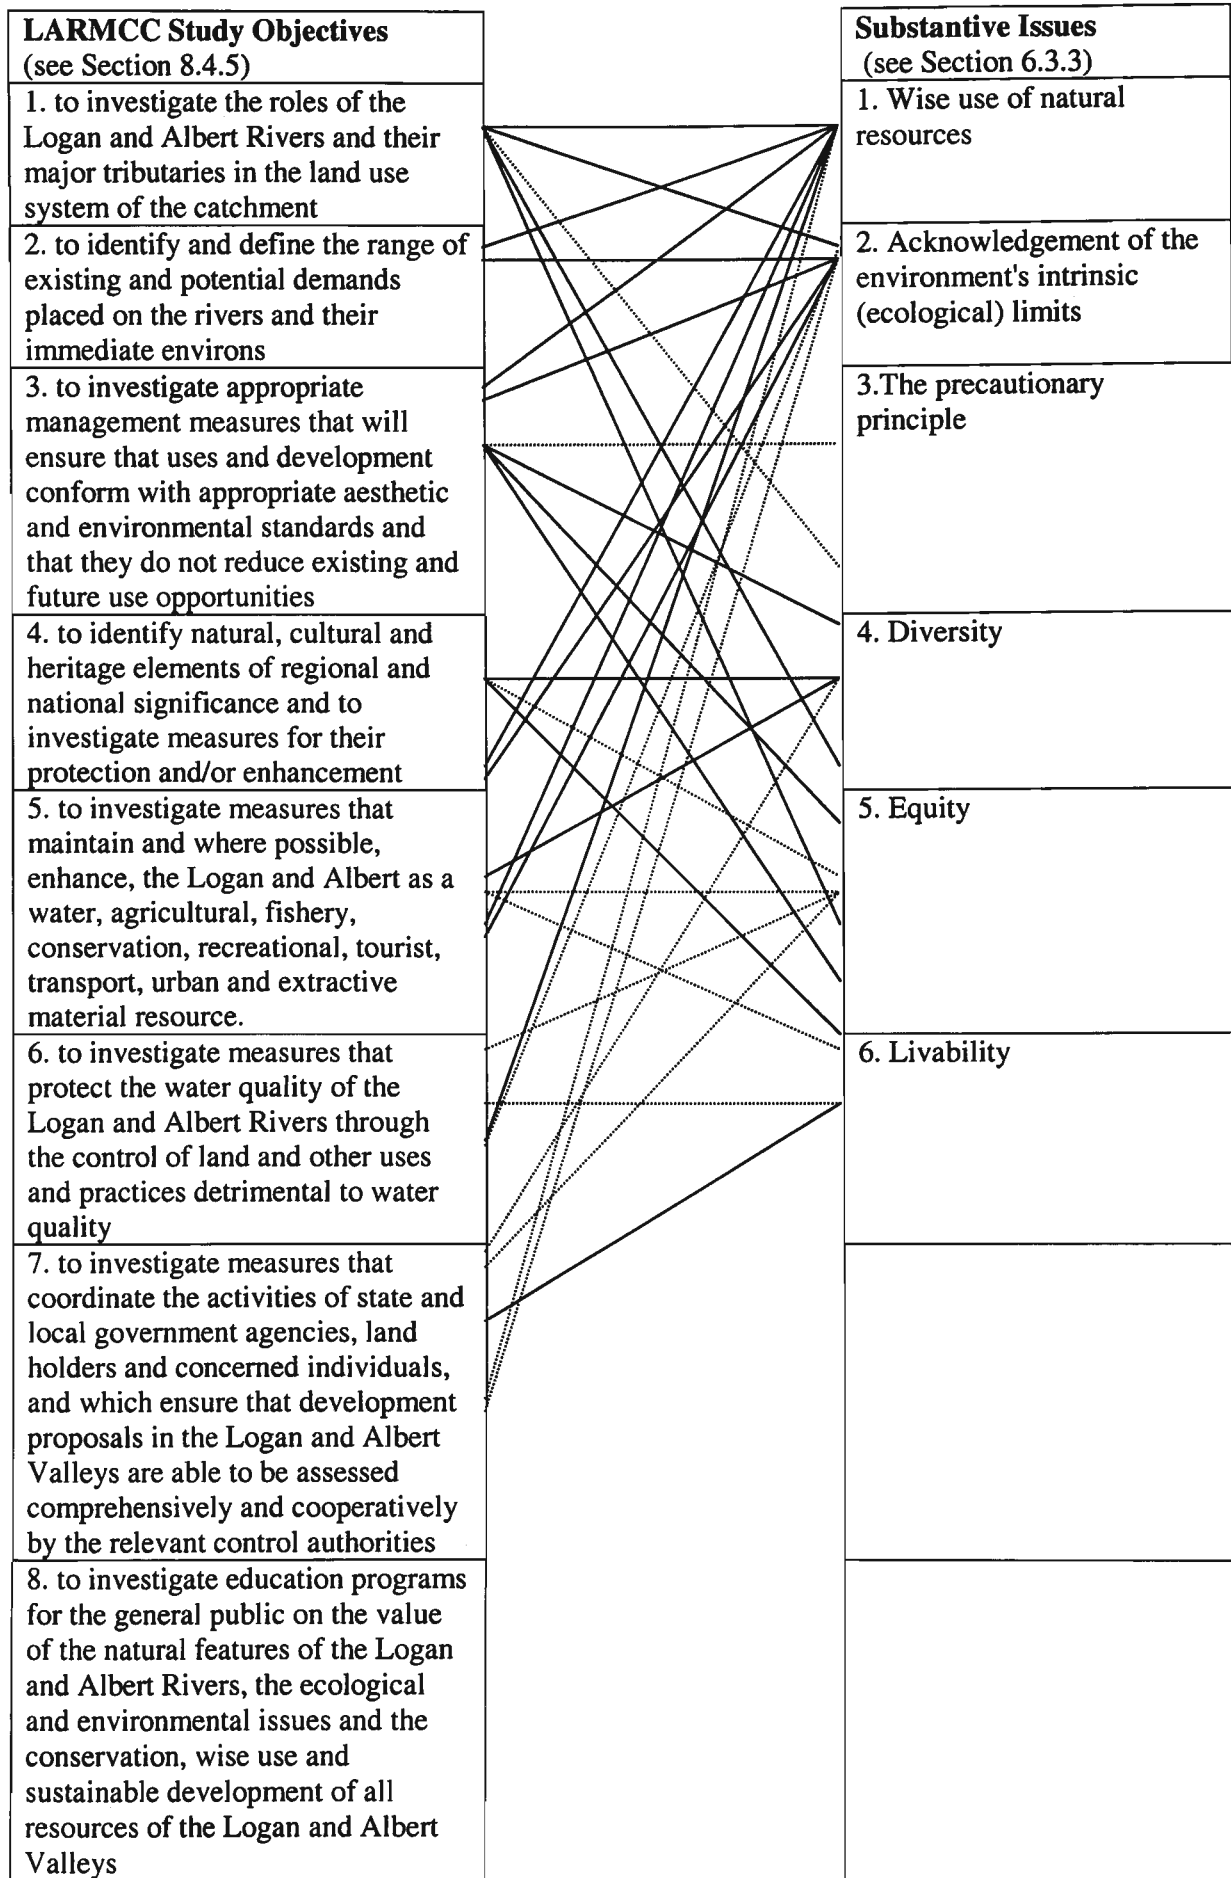 LARMCC Study Objectives
(see Section 8.4.5)
1. to investigate the roles of the
Logan and Albert Rivers and their
major tributaries in the land use
system of the catchment
2. to identify and define the range of
existing and potential demands
placed on the rivers and their
immediate environs
3. to investigate appropriate
management measures that will
ensure that uses and development
conform with appropriate aesthetic
and environmental standards and
that they do not reduce existing and
future use opportunities
4. to identify natural, cultural and
heritage elements of regional and
national significance and to
investigate measures for their
protection and/or enhancement
5. to investigate measures that
maintain and where possible,
enhance, the Logan and Albert as a
water, agricultural, fishery,
conservation, recreational, tourist,
transport, urban and extractive
material resource.
6. to investigate measures that
protect the water quality of the
Logan and Albert Rivers through
the control of land and other uses
and practices detrimental to water
quality
7. to investigate measures that
coordinate the activities of state and
local government agencies, land
holders and concerned individuals,
and which ensure that development
proposals in the Logan and Albert
Valleys are able to be assessed
comprehensively and cooperatively
by the relevant control authorities
8. to investigate education programs
for the general public on the value
of the natural features of the Logan
and Albert Rivers, the ecological
and environmental issues and the
conservation, wise use and
sustainable development of all
resources of the Logan and Albert
Valleys
Substantive Issues
(see Section 6.3.3)
1. Wise use of natural
resources
2. Acknowledgement of the
environment's intrinsic
(ecological) limits
3.The precautionary
principle
4. Diversity
5. Equity
6. Livability